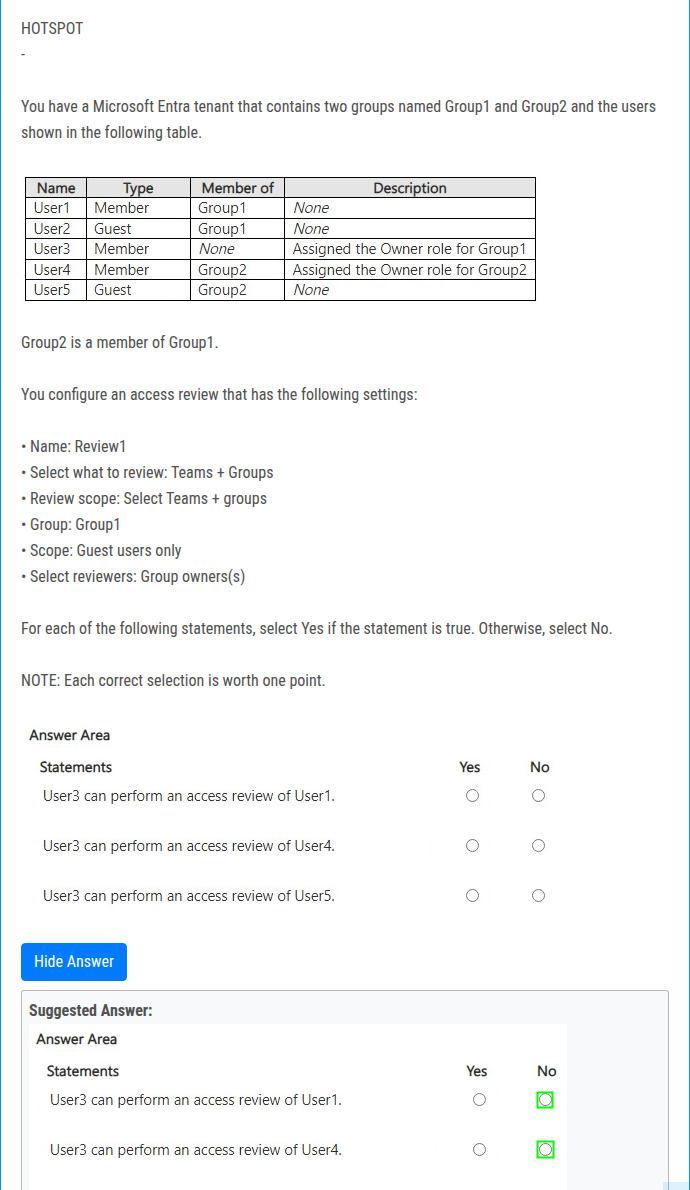 HOTSPOT
-
You have a Microsoft Entra tenant that contains two groups named Group1 and Group2 and the users
shown in the following table.
Name Type Member of Description
User1 Member Group1 None
User2 Guest Group1 None
User3 Member None Assigned the Owner role for Group1
User4 Member Group2 Assigned the Owner role for Group2
User5 Guest Group2 None
Group2 is a member of Group1.
You configure an access review that has the following settings:
• Name: Review1
• Select what to review: Teams + Groups
• Review scope: Select Teams + groups
• Group: Group1
• Scope: Guest users only
• Select reviewers: Group owners(s)
For each of the following statements, select Yes if the statement is true. Otherwise, select No.
NOTE: Each correct selection is worth one point.
Answer Area
Statements Yes No
User3 can perform an access review of User1.
User3 can perform an access review of User4.
User3 can perform an access review of User5.
Hide Answer
Suggested Answer:
Answer Area
Statements Yes No
User3 can perform an access review of User1.
User3 can perform an access review of User4.